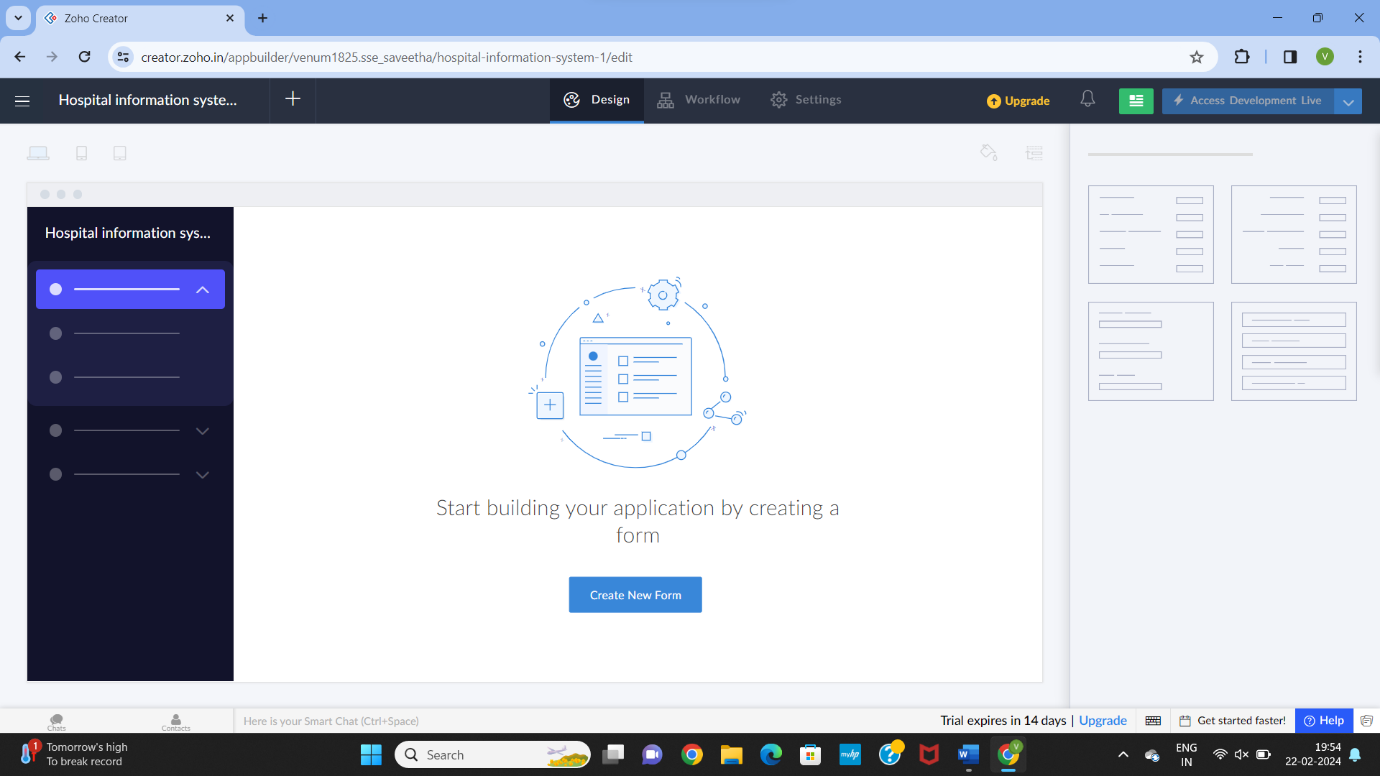 Zoho Creator
creator.zoho.in/appbuilder/venum1825.sse_saveetha/hospital-information-system-1/edit
V
Hospital information syste...
Design
Workflow
Settings
Upgrade
Access Development Live
Hospital information sys...
Start building your application by creating a
form
Create New Form
Chats
Contacts
Here is your Smart Chat (Ctrl+Space)
Trial expires in 14 days | Upgrade
Get started faster!
Help
1
Tomorrow's high
To break record
Search
myhp
W
V
ENG
IN
19:54
22-02-2024